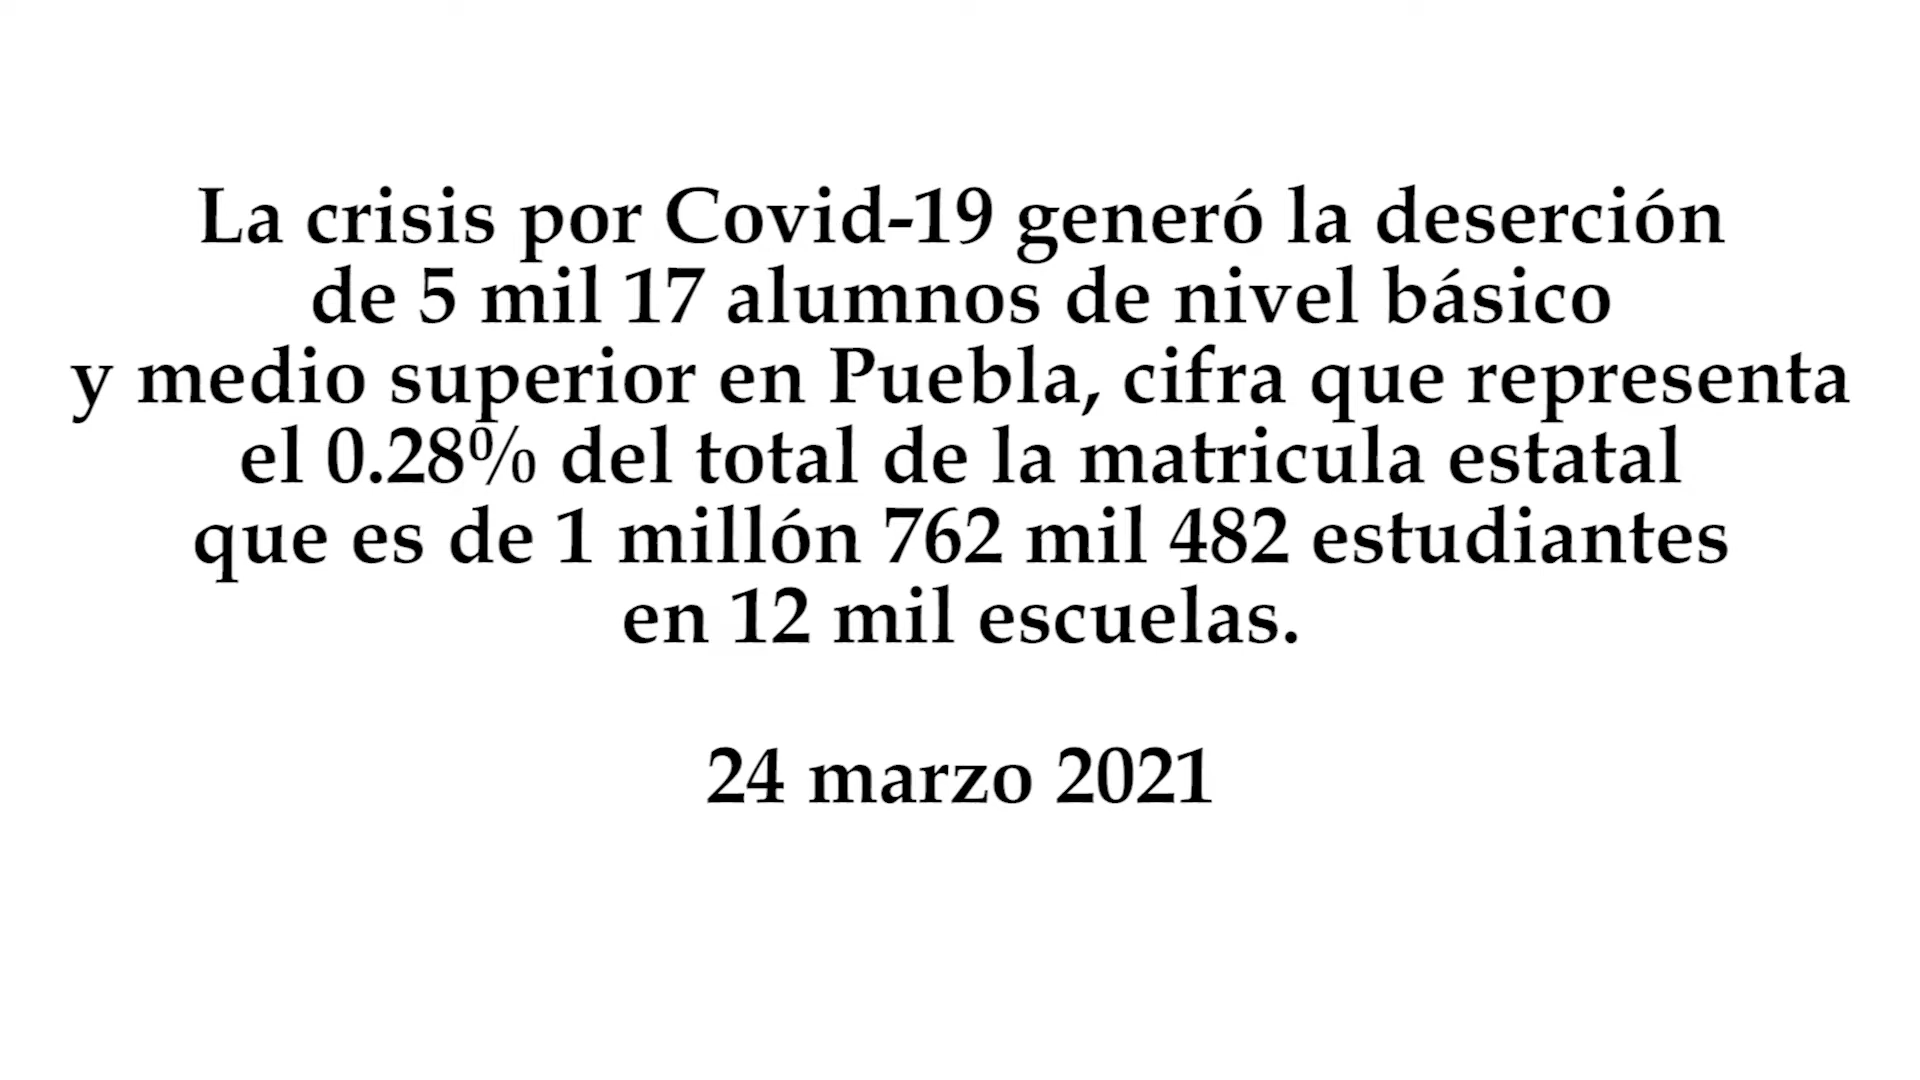 La crisis por Covid-19 generó la deserción
de 5 mil 17 alumnos de nivel básico
y medio superior en Puebla, cifra que representa
el 0.28% del total de la matricula estatal
que es de 1 millón 762 mil 482 estudiantes
en 12 mil escuelas.
24 marzo 2021